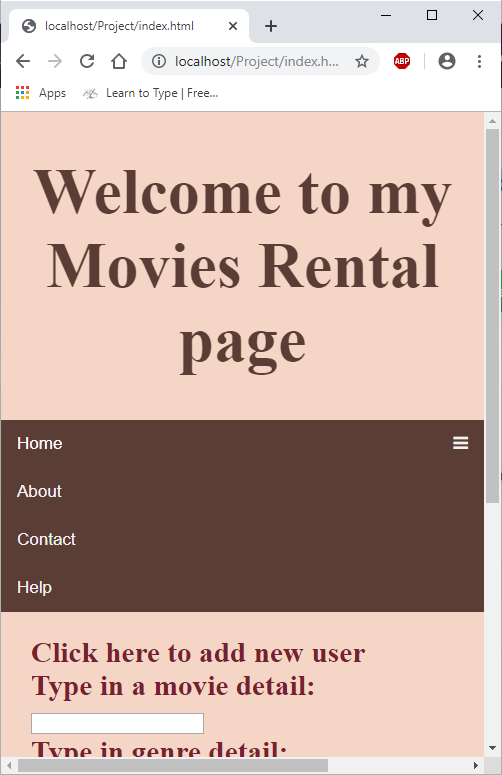 localhost/Project/index.html
localhost/Project/index.h...
ABP
Apps
Learn to Type | Free...
Welcome to my
Movies Rental
page
Home
About
Contact
Help
Click here to add new user
Type in a movie detail:
Type in genre detail: